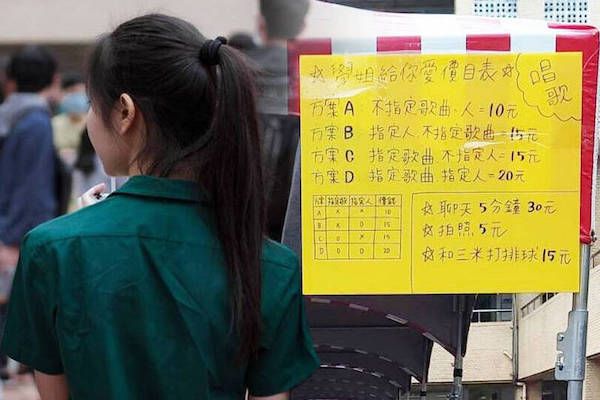 ☆學姐給你愛價目表☆
唱歌
方案A 不指定歌曲.人=10元
方案B 指定人.不指定歌曲=15元
方案C 指定歌曲 不指定人=15元
方案D 指定歌曲 指定人=20元
方案 指定歌 指定人 價錢
A X X 10
B X O 15
C O X 15
D O O 20
☆聊天5分鐘30元
☆拍照5元
☆和三米打排球15元